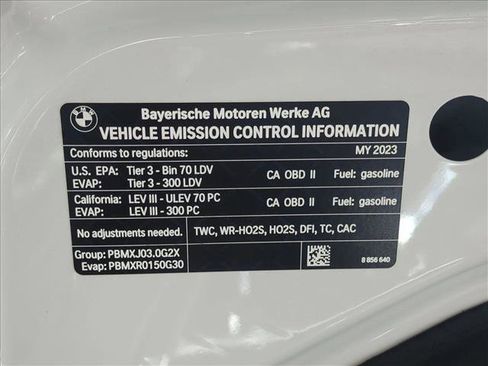 BMW
Bayerische Motoren Werke AG
VEHICLE EMISSION CONTROL INFORMATION
Conforms to regulations: MY 2023
U.S. EPA: Tier 3 - Bin 70 LDV CA OBD II Fuel: gasoline
EVAP: Tier 3 - 300 LDV
California: LEV III - ULEV 70 PC CA OBD II Fuel: gasoline
EVAP: LEV III - 300 PC
No adjustments needed. TWC, WR-HO2S, HO2S, DFI, TC, CAC
Group: PBMXJ03.0G2X
Evap: PBMXR0150G30 8 856 640